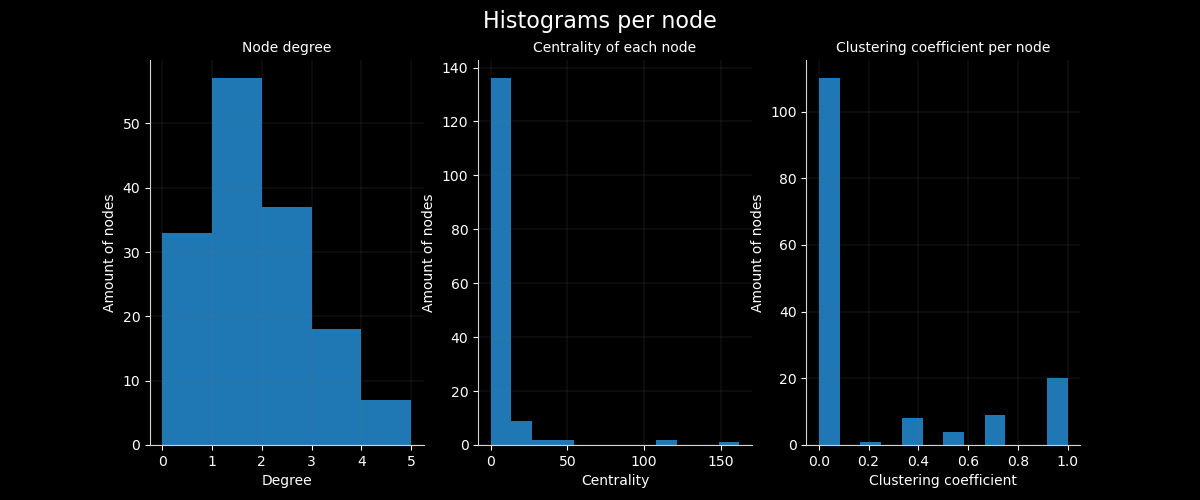 Histograms per node
Node degree
Amount of nodes
50
40
30
20
10
0
0 1 2 3 4 5
Degree
Centrality of each node
Amount of nodes
140
120
100
80
60
40
20
0
0 50 100 150
Centrality
Clustering coefficient per node
Amount of nodes
100
80
60
40
20
0
0.0 0.2 0.4 0.6 0.8 1.0
Clustering coefficient